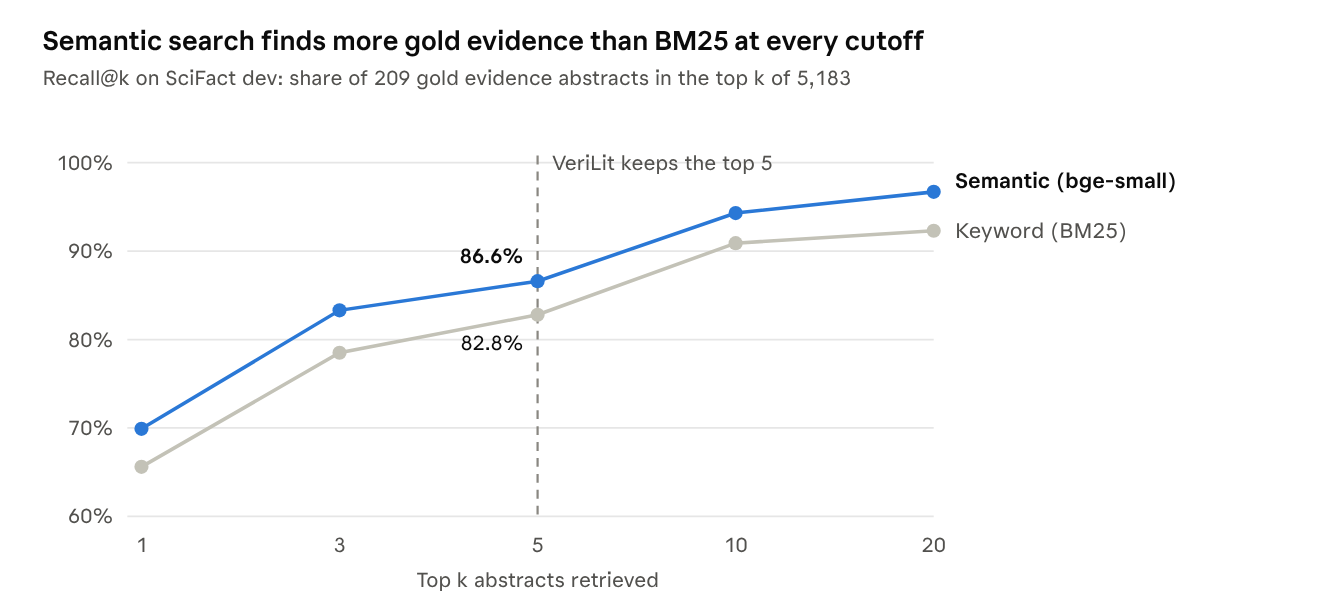 Semantic search finds more gold evidence than BM25 at every cutoff
Recall@k on SciFact dev: share of 209 gold evidence abstracts in the top k of 5,183
100%
VeriLit keeps the top 5
Semantic (bge-small)
Keyword (BM25)
90%
86.6%
80%
82.8%
70%
60%
1 3 5 10 20
Top k abstracts retrieved